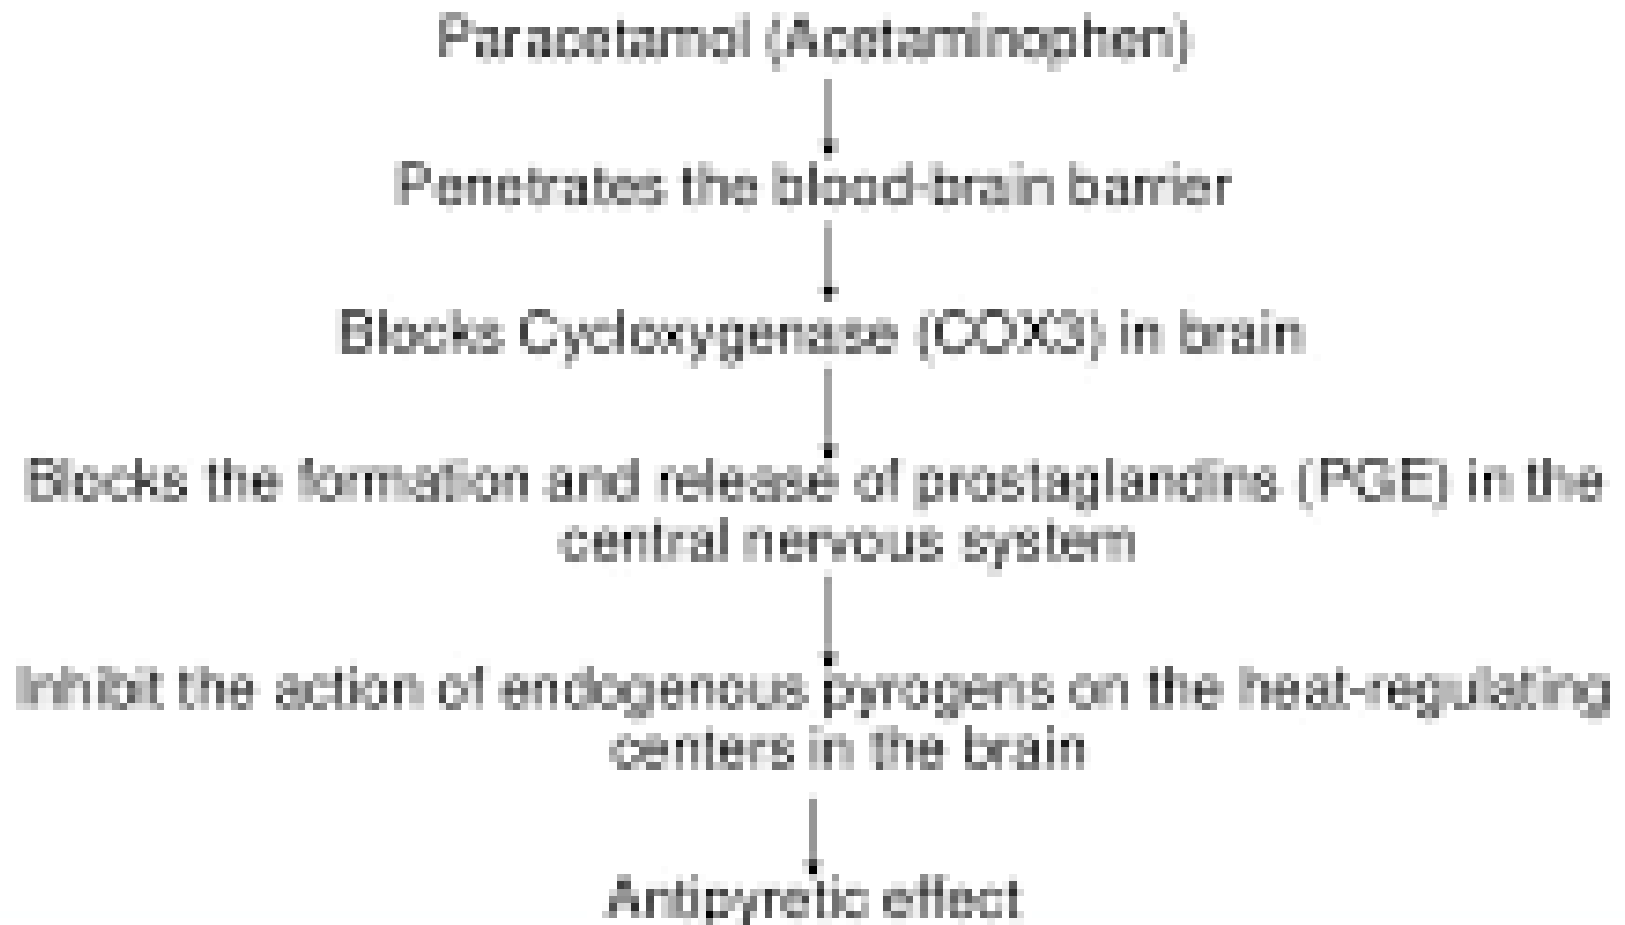 Paracetamol (Acetaminophen)
Penetrates the blood-brain barrier
Blocks Cycloxygenase (COX3) in brain
Blocks the formation and release of prostaglandins (PGE) in the
central nervous system
Inhibit the action of endogenous pyrogens on the heat-regulating
centers in the brain
Antipyretic effect